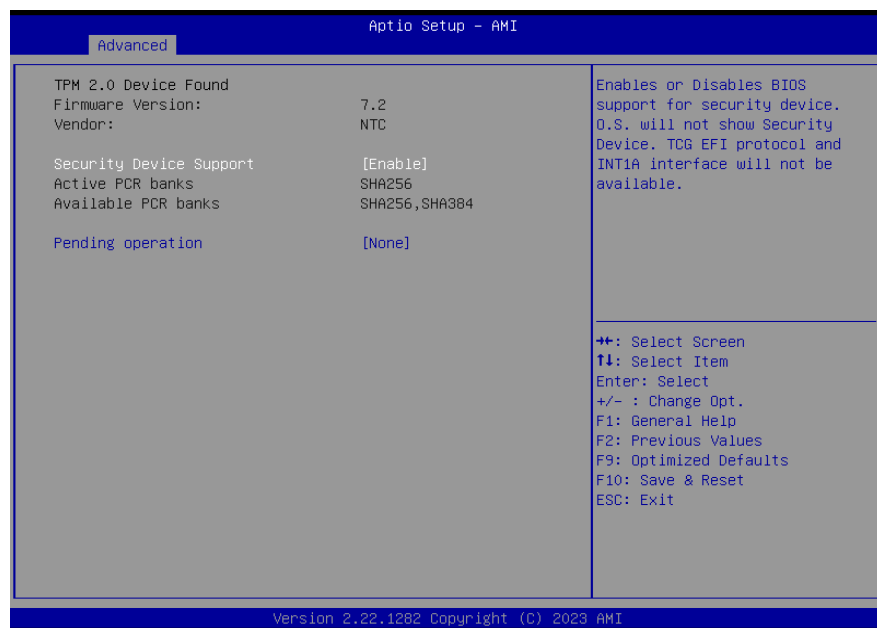 Aptio Setup – AMI
Advanced
TPM 2.0 Device Found
Firmware Version: 7.2
Vendor: NTC
Security Device Support [Enable]
Active PCR banks SHA256
Available PCR banks SHA256,SHA384
Pending operation [None]
Enables or Disables BIOS
support for security device.
O.S. will not show Security
Device. TCG EFI protocol and
INT1A interface will not be
available.
→←: Select Screen
↑↓: Select Item
Enter: Select
+/- : Change Opt.
F1: General Help
F2: Previous Values
F9: Optimized Defaults
F10: Save & Reset
ESC: Exit
Version 2.22.1282 Copyright (C) 2023 AMI